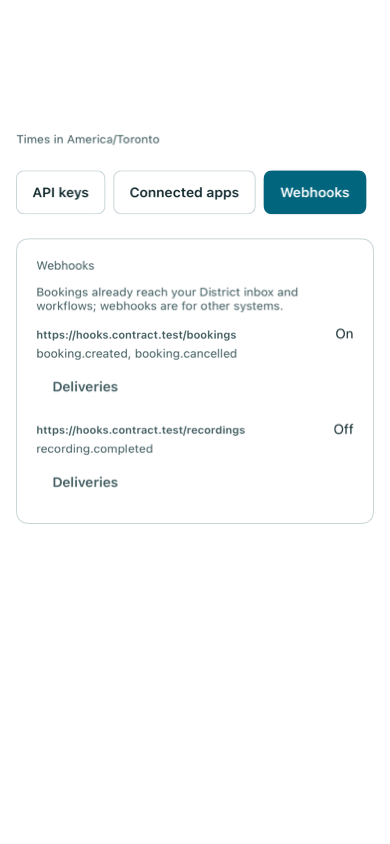 Times in America/Toronto
API keys
Connected apps
Webhooks
Webhooks
Bookings already reach your District inbox and
workflows; webhooks are for other systems.
https://hooks.contract.test/bookings
On
booking.created, booking.cancelled
Deliveries
https://hooks.contract.test/recordings
Off
recording.completed
Deliveries